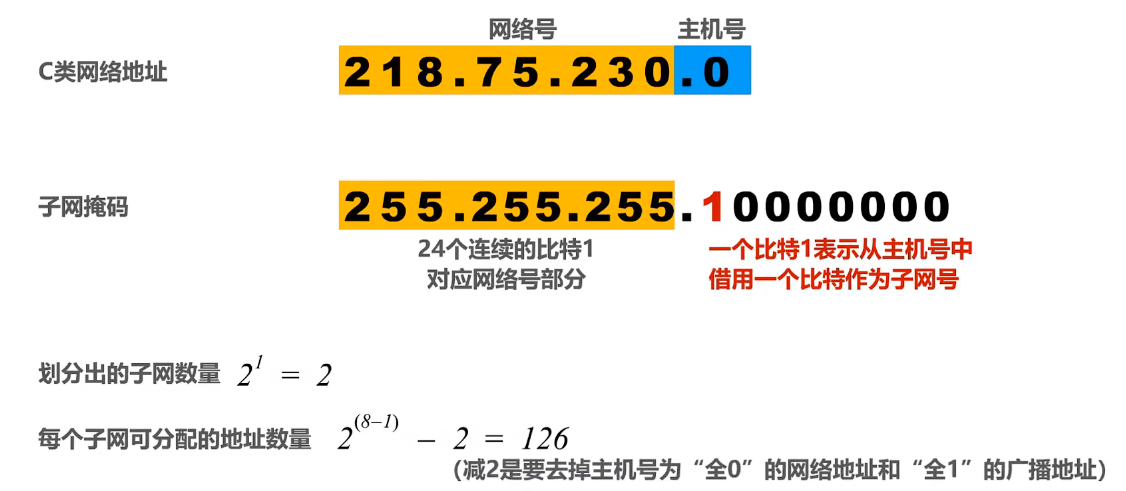 网络号 主机号
C类网络地址 218.75.230.0
子网掩码 255.255.255.10000000
24个连续的比特1 一个比特1表示从主机号中
对应网络号部分 借用一个比特作为子网号
划分出的子网数量 2^1 = 2
每个子网可分配的地址数量 2^(8–1) – 2 = 126
（减2是要去掉主机号为“全0”的网络地址和“全1”的广播地址）